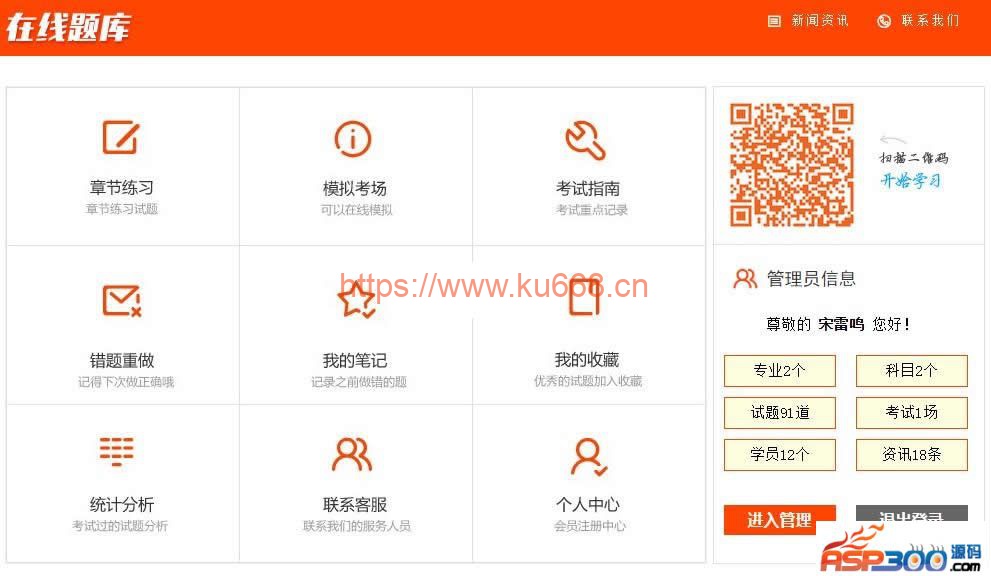 在线题库
新闻资讯
联系我们
章节练习
章节练习试题
模拟考场
可以在线模拟
考试指南
考试重点记录
扫描二维码
开始学习
错题重做
记得下次做正确哦
我的笔记
记录之前做错的题
我的收藏
优秀的试题加入收藏
https://www.ku668.cn
管理员信息
尊敬的 宋雷鸣 您好！
专业2个
科目2个
试题91道
考试1场
学员12个
资讯18条
统计分析
考试过的试题分析
联系客服
联系我们的服务人员
个人中心
会员注册中心
进入管理
退出登录
ASP300源码
.com